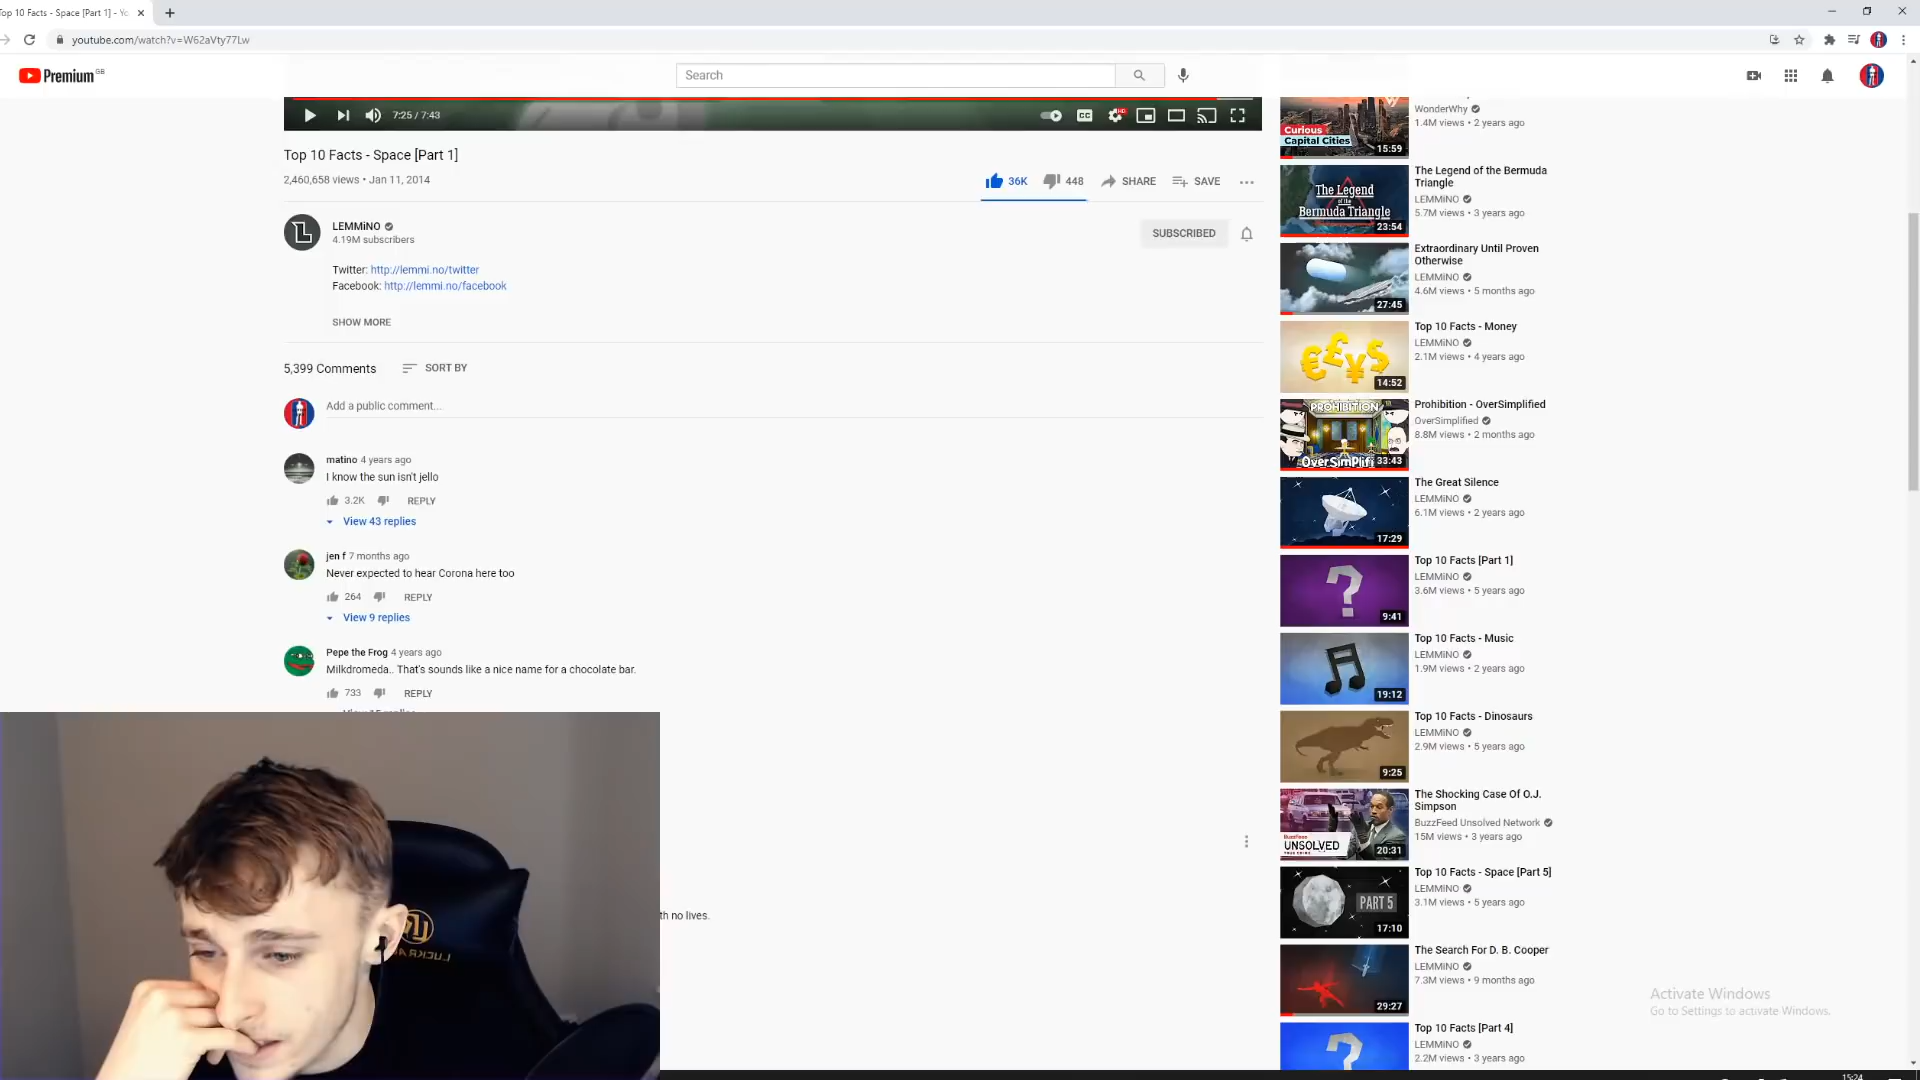 Top 10 Facts - Space [Part 1] - Yo
youtube.com/watch?v=W62aVty77Lw
Premium GB
Search
7:25 / 7:43
Top 10 Facts - Space [Part 1]
2,460,658 views • Jan 11, 2014
36K 448 SHARE SAVE
LEMMiNO
4.19M subscribers
SUBSCRIBED
Twitter: http://lemmi.no/twitter
Facebook: http://lemmi.no/facebook
SHOW MORE
5,399 Comments SORT BY
Add a public comment...
matino 4 years ago
I know the sun isn't jello
3.2K REPLY
View 43 replies
jen f 7 months ago
Never expected to hear Corona here too
264 REPLY
View 9 replies
Pepe the Frog 4 years ago
Milkdromeda.. That's sounds like a nice name for a chocolate bar.
733 REPLY
th no lives.
Curious
Capital Cities
15:59
WonderWhy
1.4M views • 2 years ago
The Legend
of the
Bermuda Triangle
23:54
The Legend of the Bermuda
Triangle
LEMMiNO
5.7M views • 3 years ago
27:45
Extraordinary Until Proven
Otherwise
LEMMiNO
4.6M views • 5 months ago
14:52
Top 10 Facts - Money
LEMMiNO
2.1M views • 4 years ago
PROHIBITION
OverSimplifi
33:43
Prohibition - OverSimplified
OverSimplified
8.8M views • 2 months ago
17:29
The Great Silence
LEMMiNO
6.1M views • 2 years ago
9:41
Top 10 Facts [Part 1]
LEMMiNO
3.6M views • 5 years ago
19:12
Top 10 Facts - Music
LEMMiNO
1.9M views • 2 years ago
9:25
Top 10 Facts - Dinosaurs
LEMMiNO
2.9M views • 5 years ago
BuzzFeed
UNSOLVED
TRUE CRIME
20:31
The Shocking Case Of O.J.
Simpson
BuzzFeed Unsolved Network
15M views • 3 years ago
PART 5
17:10
Top 10 Facts - Space [Part 5]
LEMMiNO
3.1M views • 5 years ago
29:27
The Search For D. B. Cooper
LEMMiNO
7.3M views • 9 months ago
Top 10 Facts [Part 4]
LEMMiNO
2.2M views • 3 years ago
Activate Windows
Go to Settings to activate Windows.
15:24